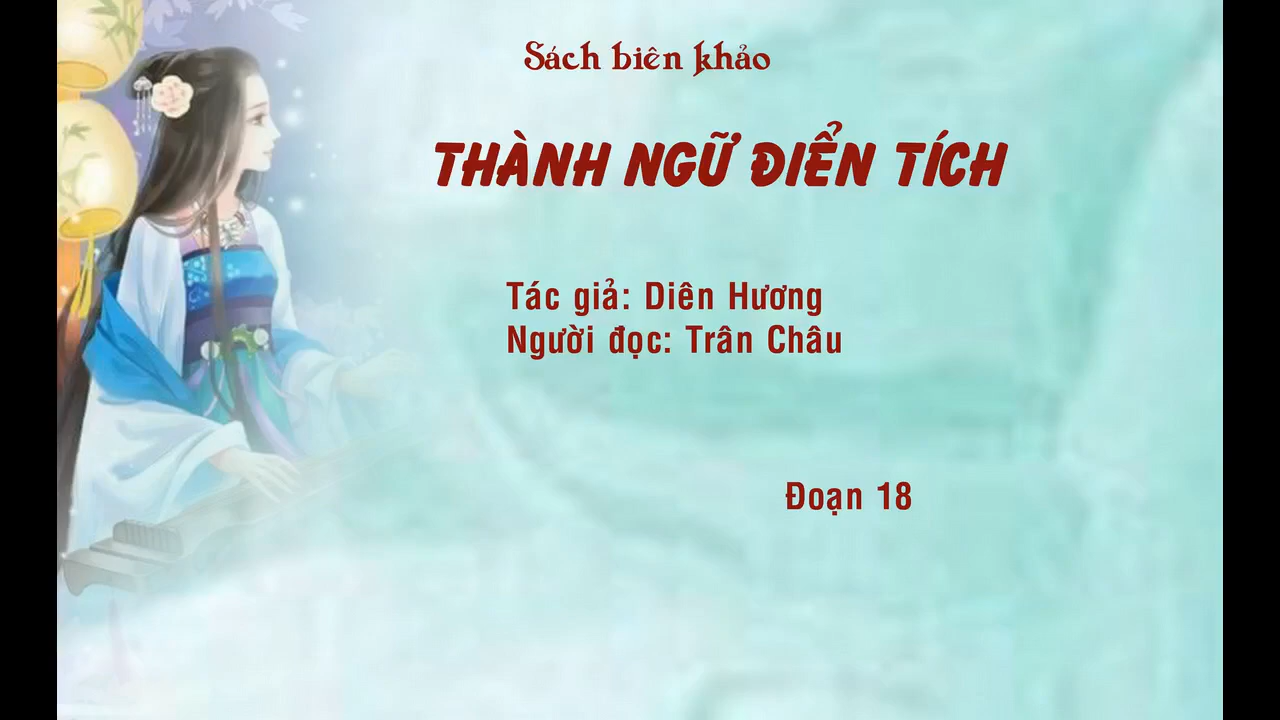 Sách biên khảo
THÀNH NGỮ ĐIỂN TÍCH
Tác giả: Diên Hương
Người đọc: Trân Châu
Đoạn 18